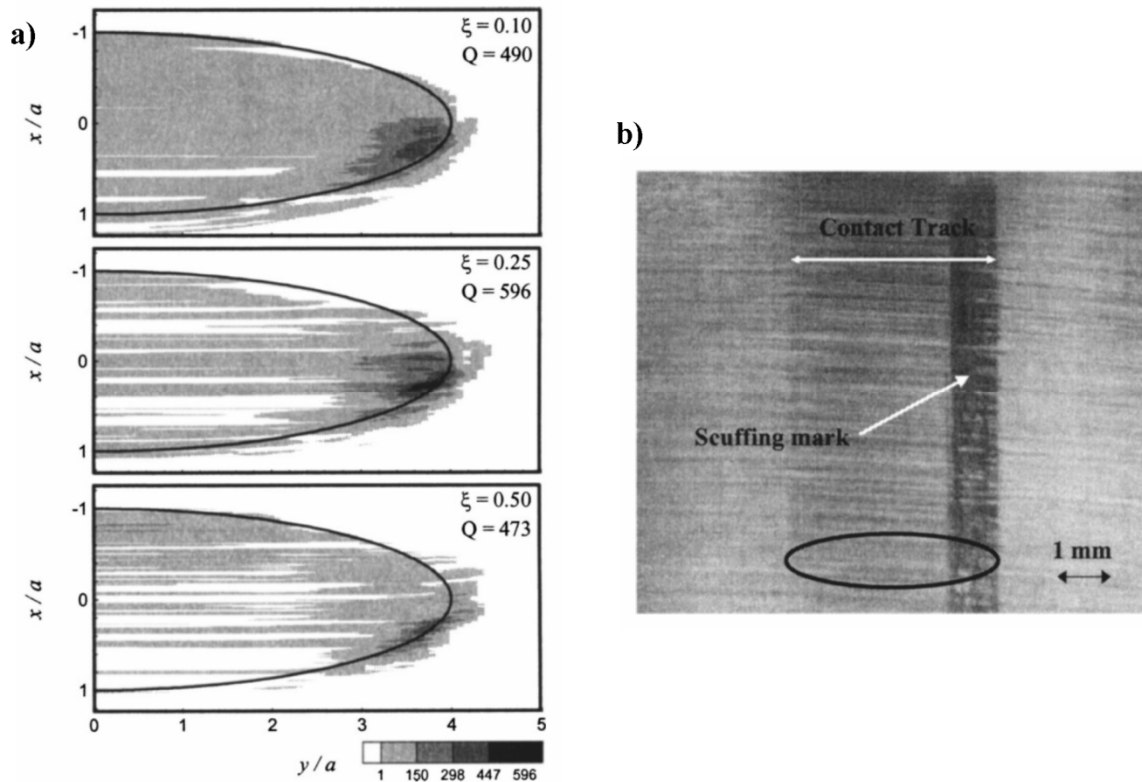 a)
ξ = 0.10
Q = 490
-1
0
1
x / a
ξ = 0.25
Q = 596
-1
0
1
x / a
ξ = 0.50
Q = 473
-1
0
1
x / a
0 1 2 3 4 5
y / a
1 150 298 447 596
b)
Contact Track
Scuffing mark
1 mm